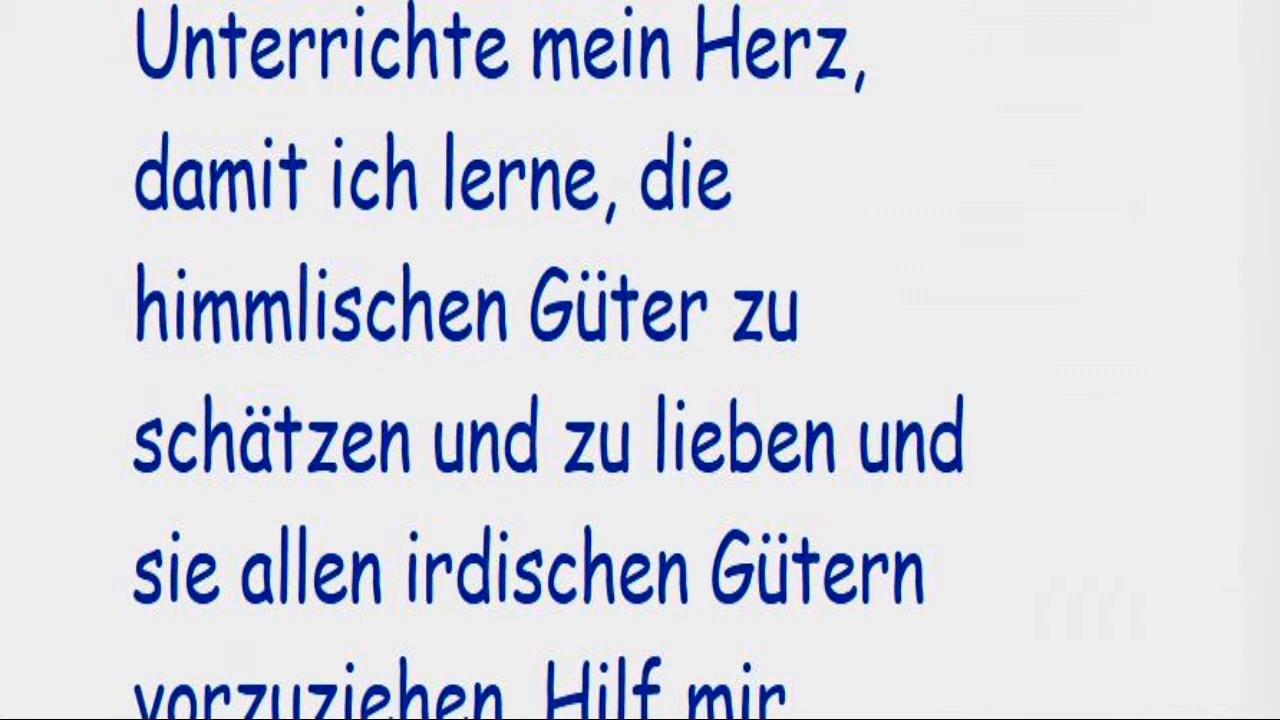 Unterrichte mein Herz,
damit ich lerne, die
himmlischen Güter zu
schätzen und zu lieben und
sie allen irdischen Gütern
vorzuziehen. Hilf mir